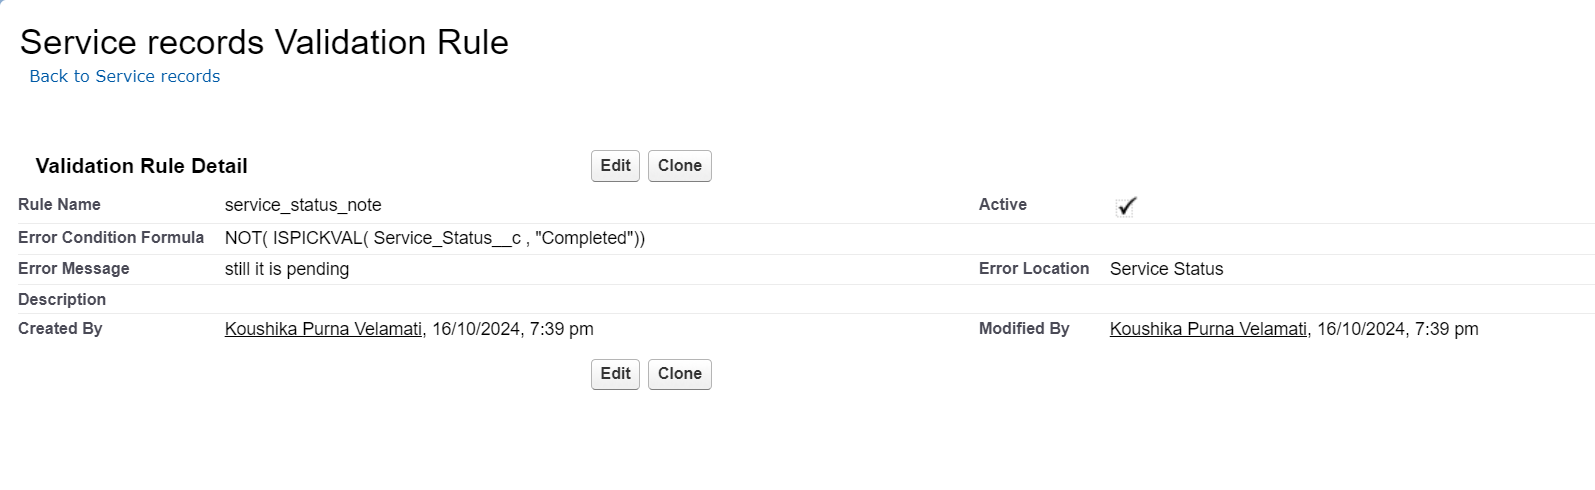 Service records Validation Rule
Back to Service records
Validation Rule Detail Edit Clone
Rule Name service_status_note Active
Error Condition Formula NOT( ISPICKVAL( Service_Status__c , "Completed"))
Error Message still it is pending Error Location Service Status
Description
Created By Koushika Purna Velamati, 16/10/2024, 7:39 pm Modified By Koushika Purna Velamati, 16/10/2024, 7:39 pm
Edit Clone